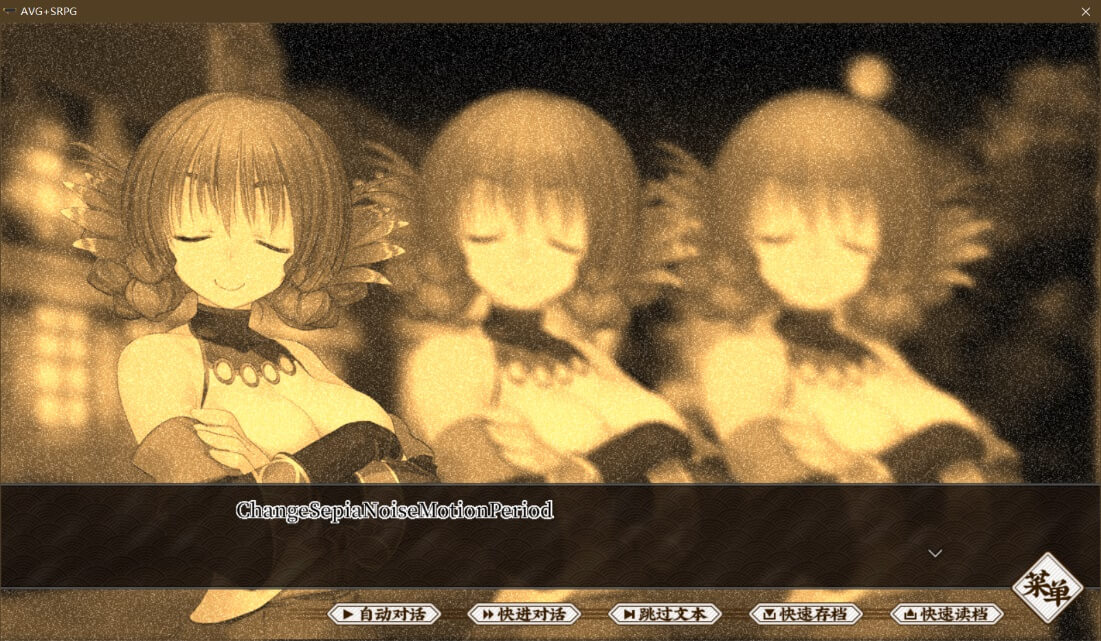 AVG+SRPG
ChangeSepiaNoiseMotionPeriod
自动对话
快进对话
跳过文本
快速存档
快速读档
菜单